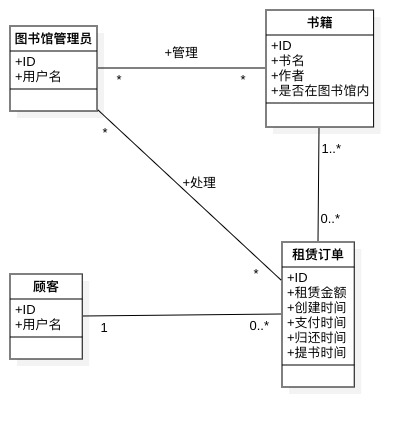 图书馆管理员
+ID
+用户名
+管理
*
*
书籍
+ID
+书名
+作者
+是否在图书馆内
*
+处理
*
1..*
0..*
顾客
+ID
+用户名
1
0..*
租赁订单
+ID
+租赁金额
+创建时间
+支付时间
+归还时间
+提书时间